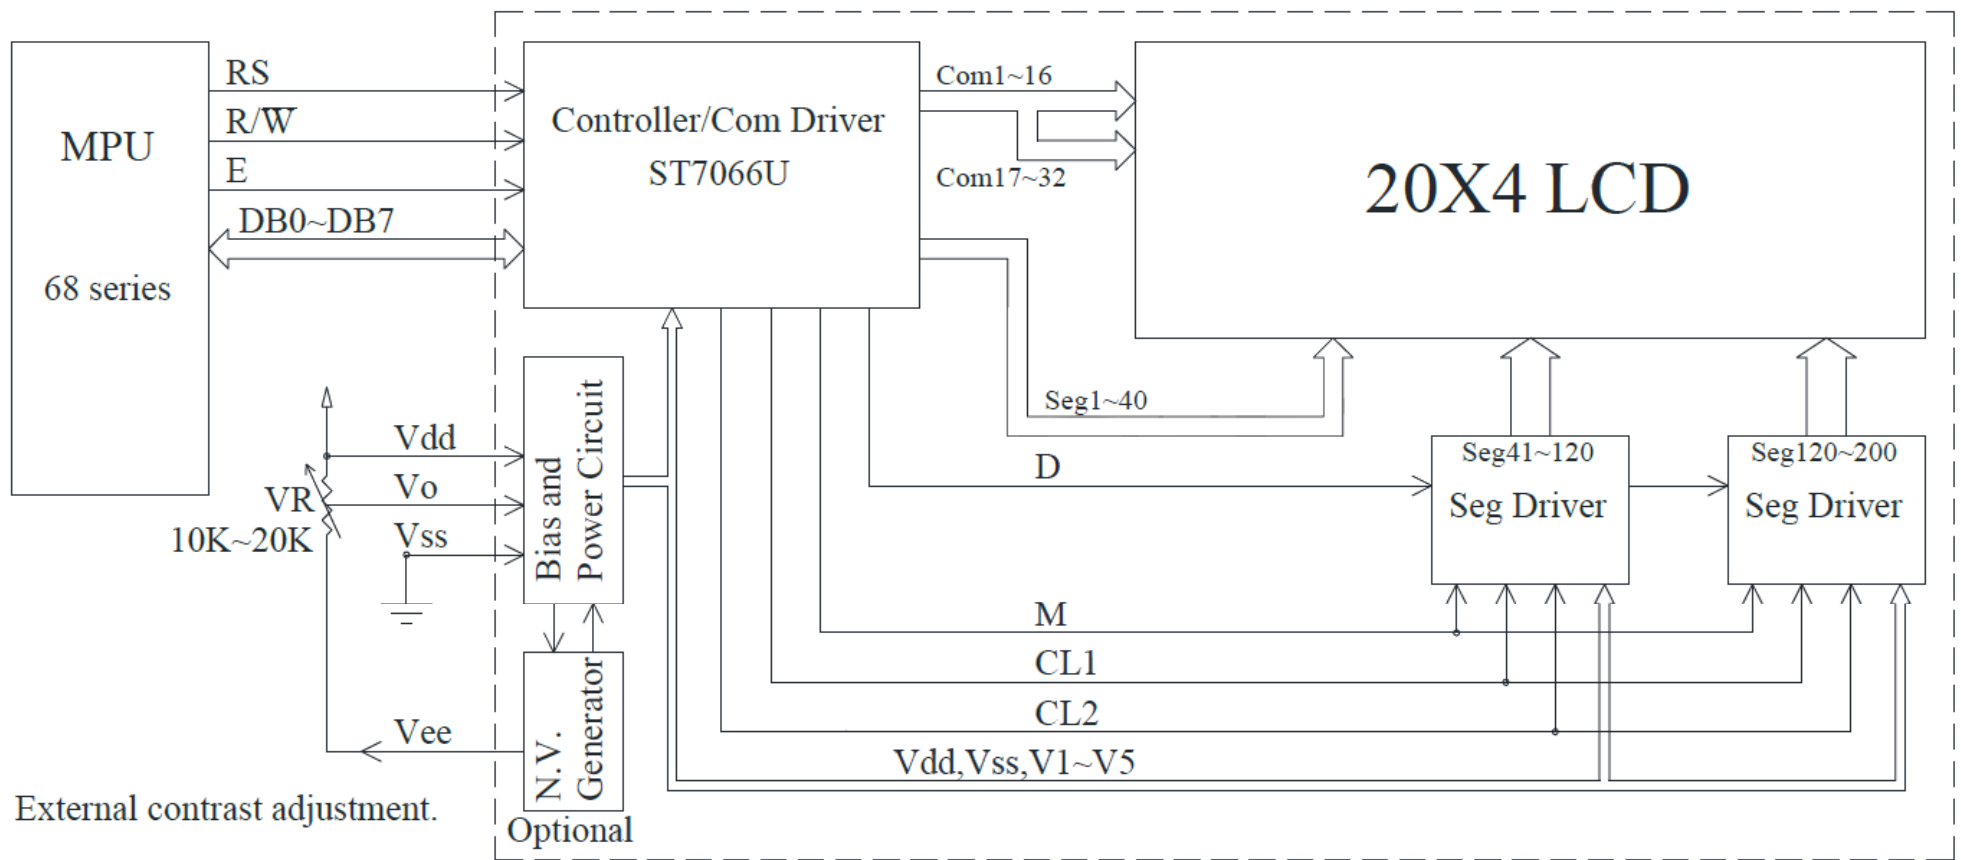 MPU
68 series
RS
R/W̅
E
DB0~DB7
Controller/Com Driver
ST7066U
Com1~16
Com17~32
20X4 LCD
Seg1~40
D
Seg41~120
Seg Driver
Seg120~200
Seg Driver
Vdd
Vo
Vss
VR
10K~20K
Bias and
Power Circuit
M
CL1
CL2
Vdd,Vss,V1~V5
Vee
N.V.
Generator
Optional
External contrast adjustment.